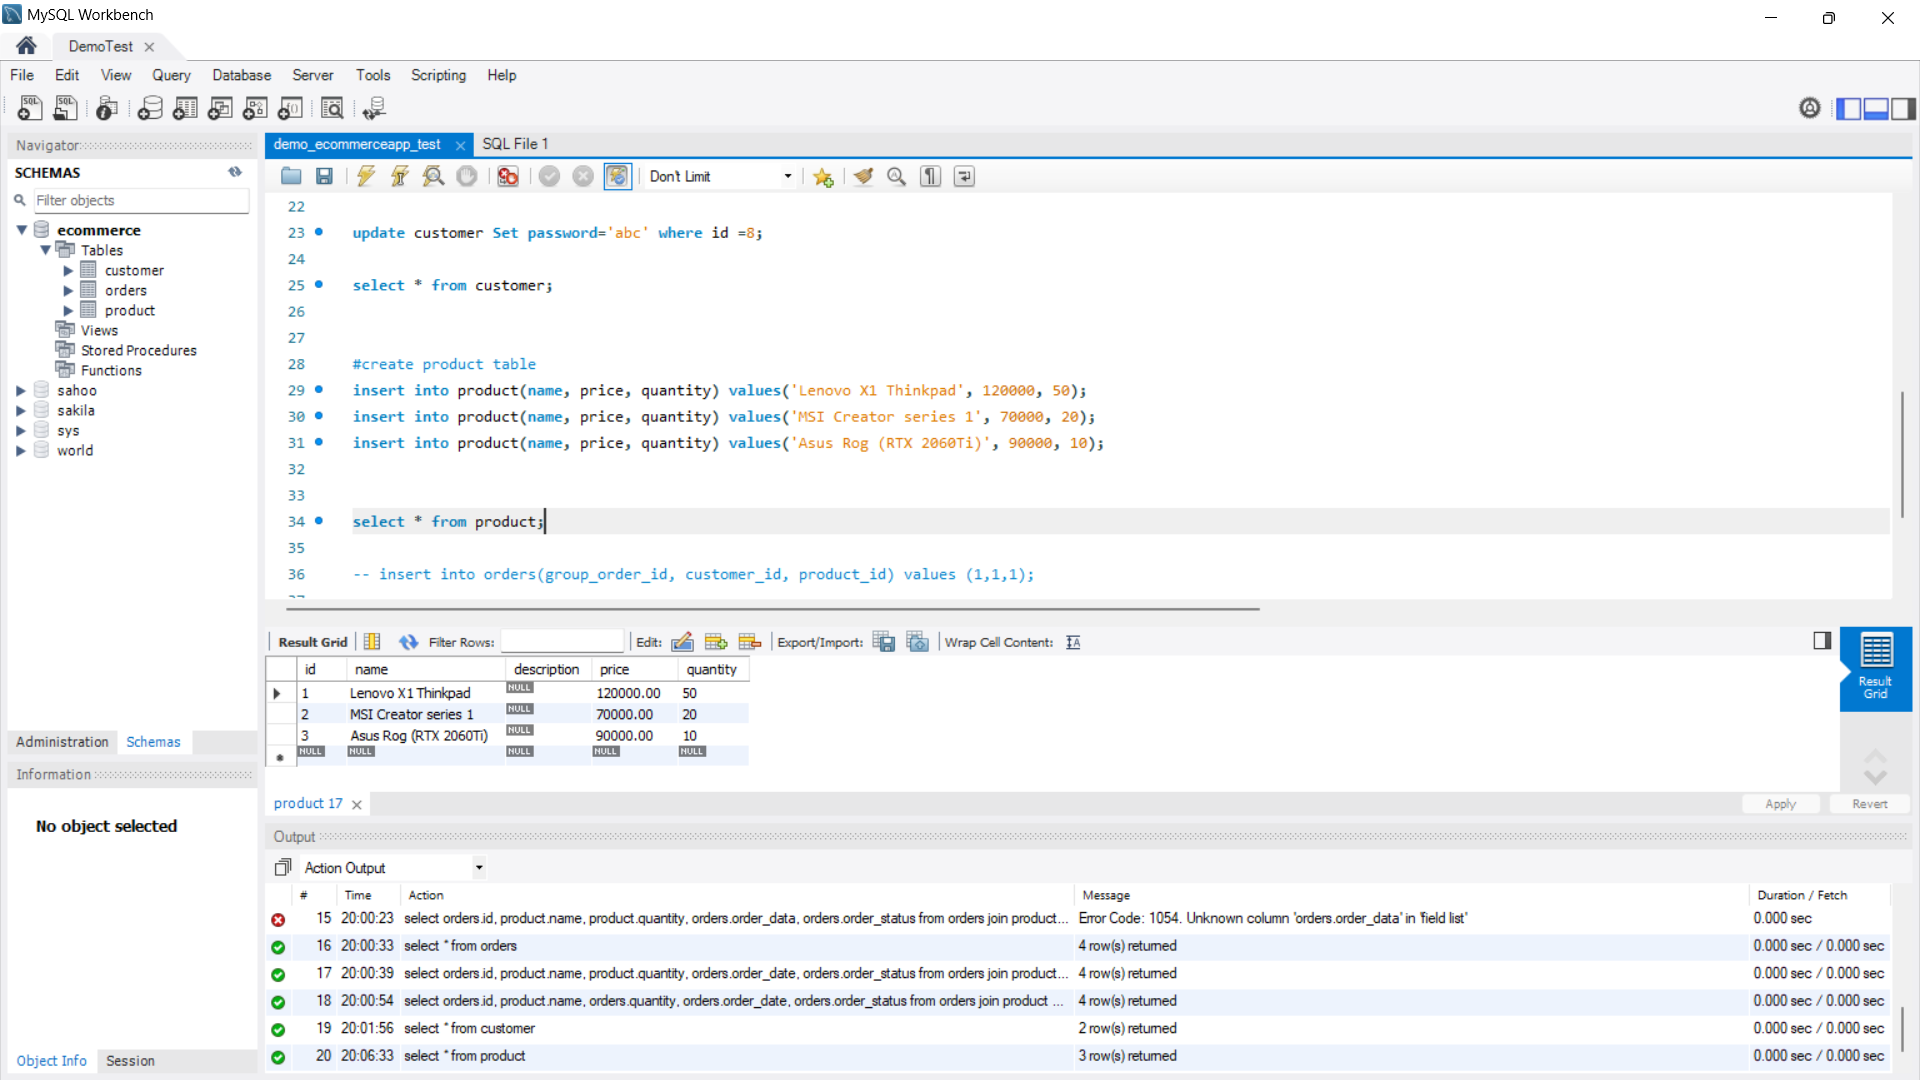 MySQL Workbench
DemoTest
File Edit View Query Database Server Tools Scripting Help
Navigator
SCHEMAS
Filter objects
ecommerce
Tables
customer
orders
product
Views
Stored Procedures
Functions
sahoo
sakila
sys
world
Administration Schemas
Information
No object selected
Object Info Session
demo_ecommerceapp_test SQL File 1
Don't Limit
22
23 update customer Set password='abc' where id =8;
24
25 select * from customer;
26
27
28 #create product table
29 insert into product(name, price, quantity) values('Lenovo X1 Thinkpad', 120000, 50);
30 insert into product(name, price, quantity) values('MSI Creator series 1', 70000, 20);
31 insert into product(name, price, quantity) values('Asus Rog (RTX 2060Ti)', 90000, 10);
32
33
34 select * from product;
35
36 -- insert into orders(group_order_id, customer_id, product_id) values (1,1,1);
Result Grid Filter Rows: Edit: Export/Import: Wrap Cell Content:
id name description price quantity
1 Lenovo X1 Thinkpad NULL 120000.00 50
2 MSI Creator series 1 NULL 70000.00 20
3 Asus Rog (RTX 2060Ti) NULL 90000.00 10
NULL NULL NULL NULL NULL
Result
Grid
product 17
Apply Revert
Output
Action Output
# Time Action Message Duration / Fetch
15 20:00:23 select orders.id, product.name, product.quantity, orders.order_data, orders.order_status from orders join product... Error Code: 1054. Unknown column 'orders.order_data' in 'field list' 0.000 sec
16 20:00:33 select * from orders 4 row(s) returned 0.000 sec / 0.000 sec
17 20:00:39 select orders.id, product.name, product.quantity, orders.order_date, orders.order_status from orders join product... 4 row(s) returned 0.000 sec / 0.000 sec
18 20:00:54 select orders.id, product.name, orders.quantity, orders.order_date, orders.order_status from orders join product ... 4 row(s) returned 0.000 sec / 0.000 sec
19 20:01:56 select * from customer 2 row(s) returned 0.000 sec / 0.000 sec
20 20:06:33 select * from product 3 row(s) returned 0.000 sec / 0.000 sec